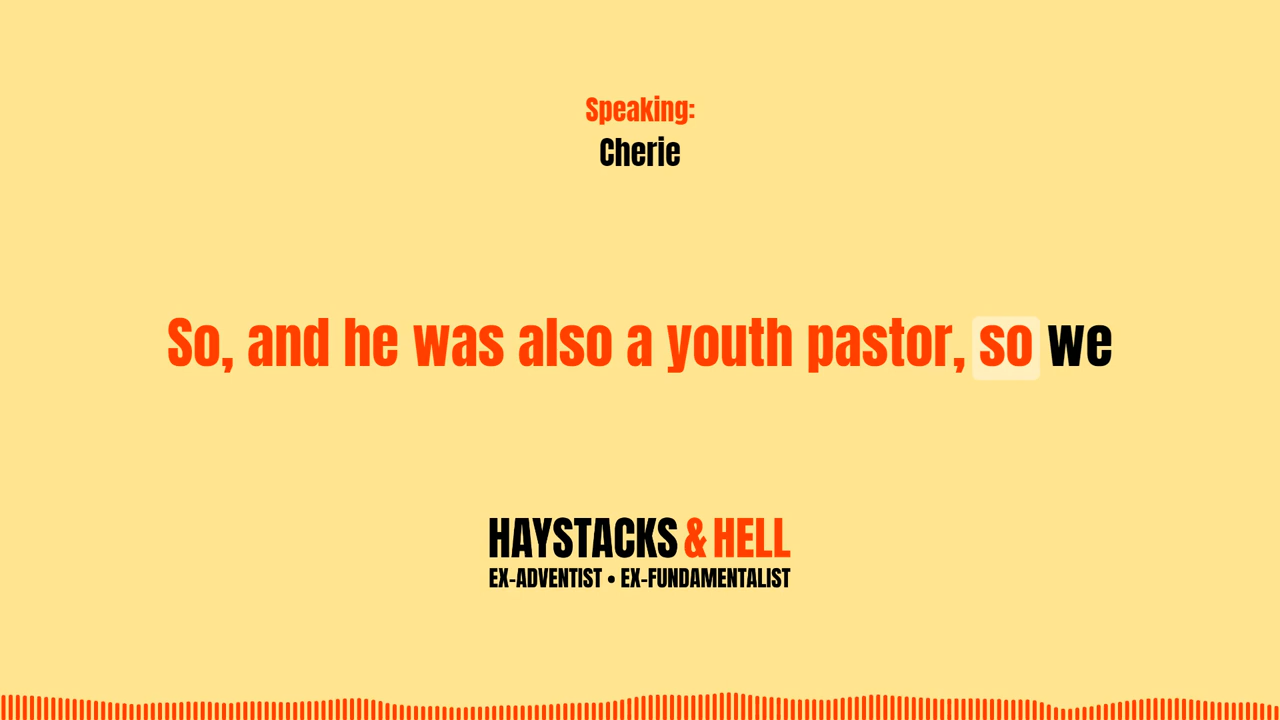 Speaking:
Cherie
So, and he was also a youth pastor, so we
HAYSTACKS & HELL
EX-ADVENTIST • EX-FUNDAMENTALIST